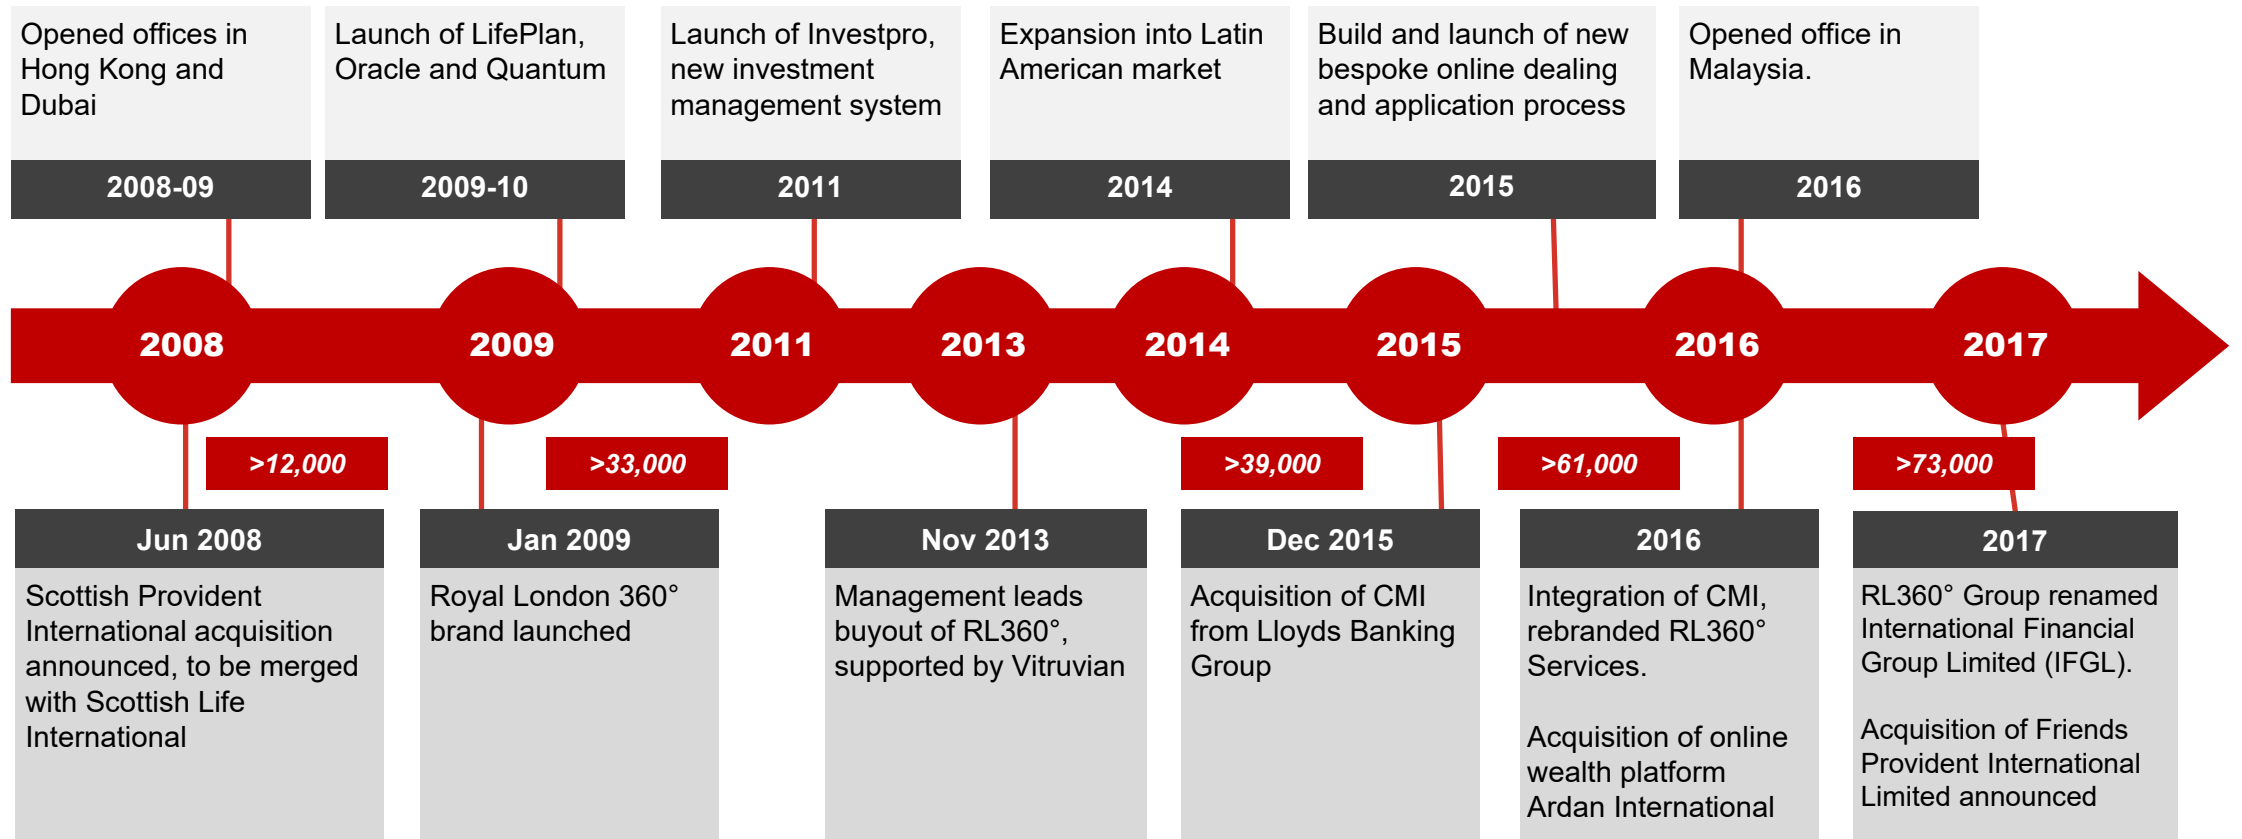 Opened offices in
Hong Kong and
Dubai
2008-09
Launch of LifePlan,
Oracle and Quantum
2009-10
Launch of Investpro,
new investment
management system
2011
Expansion into Latin
American market
2014
Build and launch of new
bespoke online dealing
and application process
2015
Opened office in
Malaysia.
2016
2008
2009
2011
2013
2014
2015
2016
2017
>12,000
>33,000
>39,000
>61,000
>73,000
Jun 2008
Scottish Provident
International acquisition
announced, to be merged
with Scottish Life
International
Jan 2009
Royal London 360°
brand launched
Nov 2013
Management leads
buyout of RL360°,
supported by Vitruvian
Dec 2015
Acquisition of CMI
from Lloyds Banking
Group
2016
Integration of CMI,
rebranded RL360°
Services.
Acquisition of online
wealth platform
Ardan International
2017
RL360° Group renamed
International Financial
Group Limited (IFGL).
Acquisition of Friends
Provident International
Limited announced